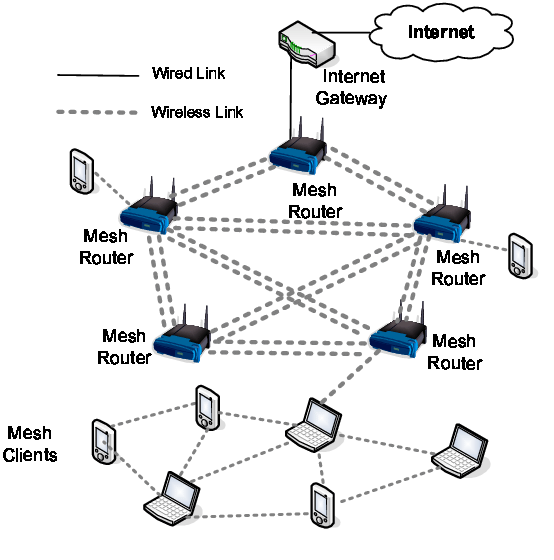 Internet
Wired Link
Internet
Gateway
Wireless Link
Mesh
Router
Mesh
Router
Mesh
Router
Mesh
Router
Mesh
Router
Mesh
Clients